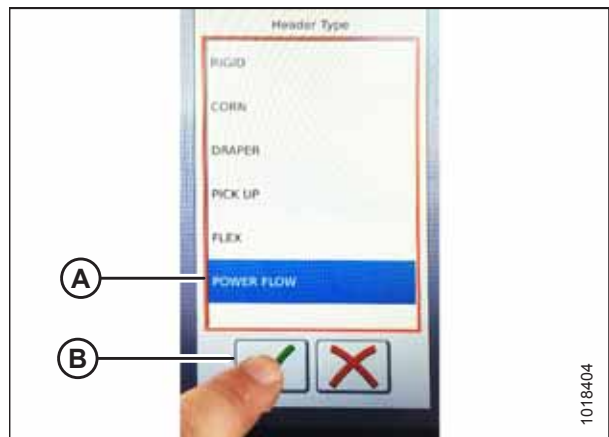 Header Type
RIGID
CORN
DRAPER
PICK UP
FLEX
A
POWER FLOW
B
1018404